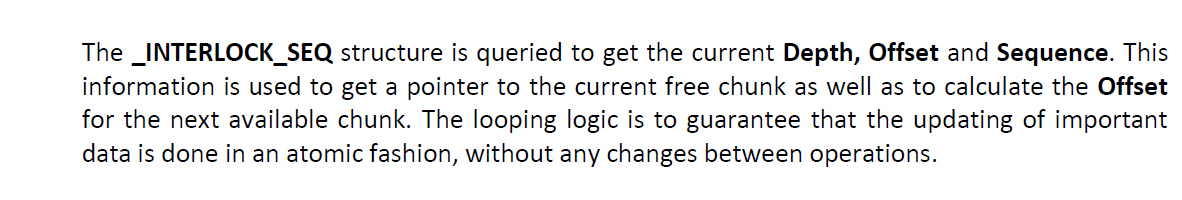 The _INTERLOCK_SEQ structure is queried to get the current Depth, Offset and Sequence. This
information is used to get a pointer to the current free chunk as well as to calculate the Offset
for the next available chunk. The looping logic is to guarantee that the updating of important
data is done in an atomic fashion, without any changes between operations.